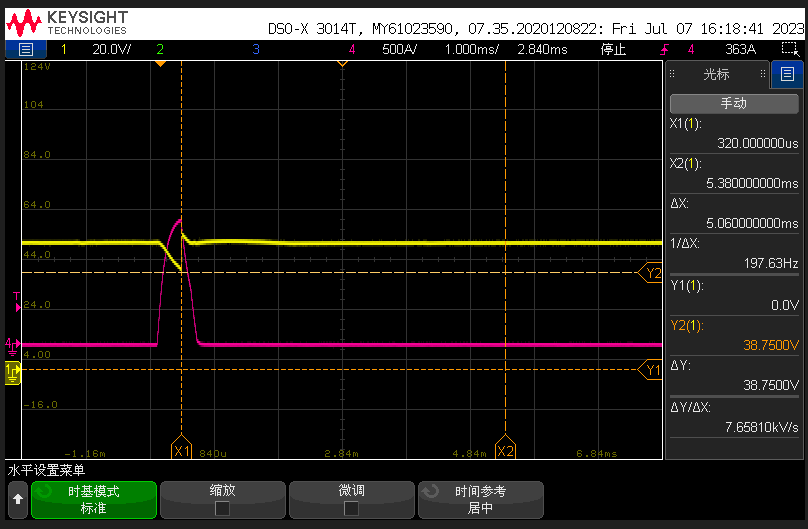 KEYSIGHT
TECHNOLOGIES
DSO-X 3014T, MY61023590, 07.35.2020120822: Fri Jul 07 16:18:41 2023
1 20.0V/ 2 3 4 500A/ 1.000ms/ 2.840ms 停止 4 363A
124V
104
84.0
64.0
44.0
24.0
4.00
-16.0
T
4
1
Y2
Y1
X1
X2
-1.16m 840u 2.84m 4.84m 6.84ms
光标
手动
X1(1):
320.000000us
X2(1):
5.380000000ms
ΔX:
5.060000000ms
1/ΔX:
197.63Hz
Y1(1):
0.0V
Y2(1):
38.7500V
ΔY:
38.7500V
ΔY/ΔX:
7.65810kV/s
水平设置菜单
时基模式
标准
缩放
微调
时间参考
居中